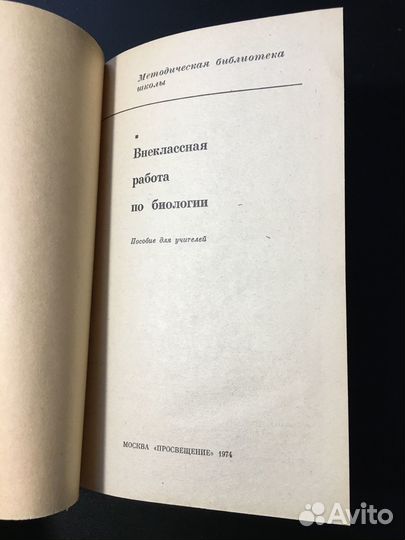 Методическая библиотека
школы
Внеклассная
работа
по биологии
Пособие для учителей
МОСКВА «ПРОСВЕЩЕНИЕ» 1974
Avito